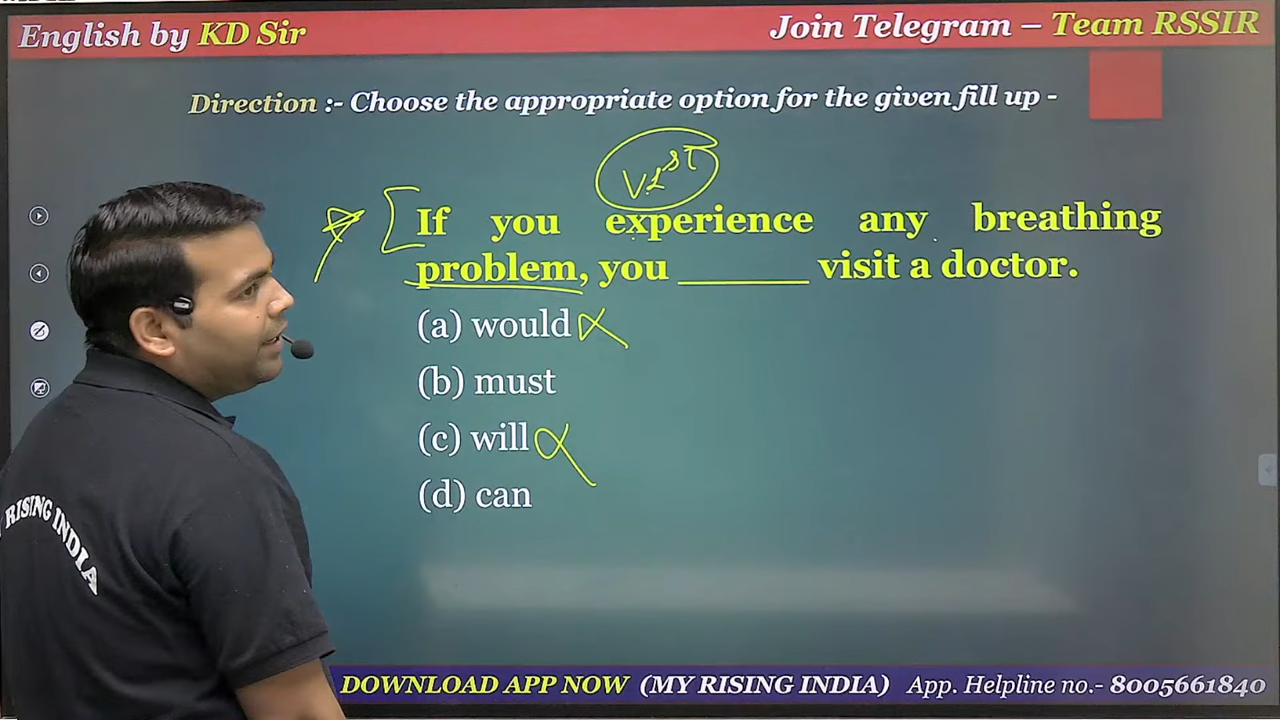 English by KD Sir
Join Telegram – Team RSSIR
Direction :- Choose the appropriate option for the given fill up -
V1ST
If you experience any breathing
problem, you ________ visit a doctor.
(a) would
(b) must
(c) will
(d) can
RISING INDIA
DOWNLOAD APP NOW (MY RISING INDIA) App. Helpline no.- 8005661840